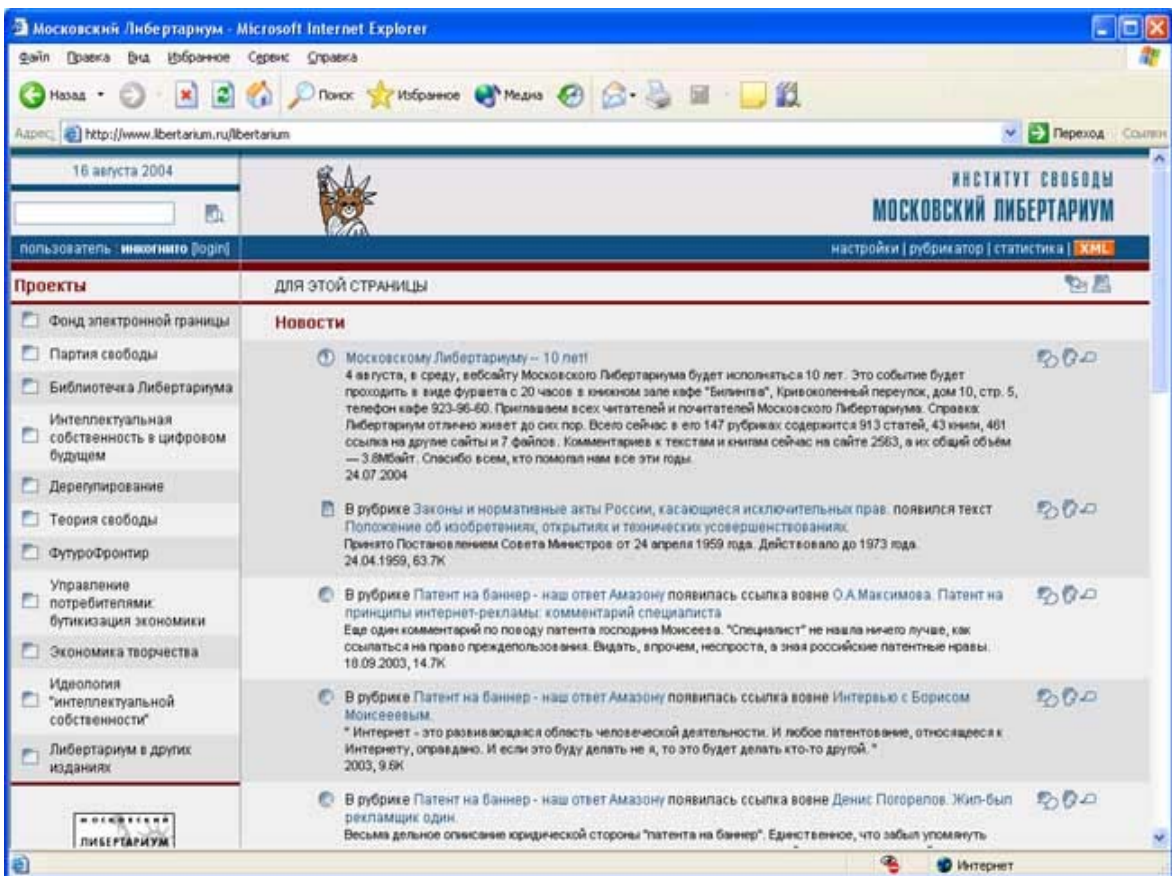 Московский Либертариум - Microsoft Internet Explorer
Файл Правка Вид Избранное Сервис Справка
Назад Поиск Избранное Медиа
Адрес: http://www.libertarium.ru/libertarium Переход Ссылки
16 августа 2004
ИНСТИТУТ СВОБОДЫ
МОСКОВСКИЙ ЛИБЕРТАРИУМ
пользователь : инкогнито [login]
настройки | рубрикатор | статистика | XML
Проекты
Фонд электронной границы
Партия свободы
Библиотечка Либертариума
Интеллектуальная
собственность в цифровом
будущем
Дерегулирование
Теория свободы
ФутуроФронтир
Управление
потребителями:
бутикизация экономики
Экономика творчества
Идеология
"интеллектуальной
собственности"
Либертариум в других
изданиях
МОСКОВСКИЙ
ЛИБЕРТАРИУМ
ДЛЯ ЭТОЙ СТРАНИЦЫ
Новости
Московскому Либертариуму -- 10 лет!
4 августа, в среду, вебсайту Московского Либертариума будет исполняться 10 лет. Это событие будет
проходить в виде фуршета с 20 часов в книжном зале кафе "Билингва", Кривоколенный переулок, дом 10, стр. 5,
телефон кафе 923-96-60. Приглашаем всех читателей и почитателей Московского Либертариума. Справка:
Либертариум отлично живет до сих пор. Всего сейчас в его 147 рубриках содержится 913 статей, 43 книги, 461
ссылка на другие сайты и 7 файлов. Комментариев к текстам и книгам сейчас на сайте 2563, а их общий объём
— 3.8Мбайт. Спасибо всем, кто помогал нам все эти годы.
24.07.2004
В рубрике Законы и нормативные акты России, касающиеся исключительных прав. появился текст
Положение об изобретениях, открытиях и технических усовершенствованиях.
Принято Постановлением Совета Министров от 24 апреля 1959 года. Действовало до 1973 года.
24.04.1959, 63.7K
В рубрике Патент на баннер - наш ответ Амазону появилась ссылка вовне О.А.Максимова. Патент на
принципы интернет-рекламы: комментарий специалиста
Еще один комментарий по поводу патента господина Моисеева. "Специалист" не нашла ничего лучше, как
ссылаться на право преждепользования. Видать, впрочем, неспроста, а зная российские патентные нравы.
18.09.2003, 14.7K
В рубрике Патент на баннер - наш ответ Амазону появилась ссылка вовне Интервью с Борисом
Моисеевым.
" Интернет - это развивающаяся область человеческой деятельности. И любое патентование, относящееся к
Интернету, оправдано. И если это буду делать не я, то это будет делать кто-то другой. "
2003, 9.6K
В рубрике Патент на баннер - наш ответ Амазону появилась ссылка вовне Денис Погорелов. Жил-был
рекламщик один.
Весьма дельное описание юридической стороны "патента на баннер". Единственное, что забыл упомянуть
Интернет